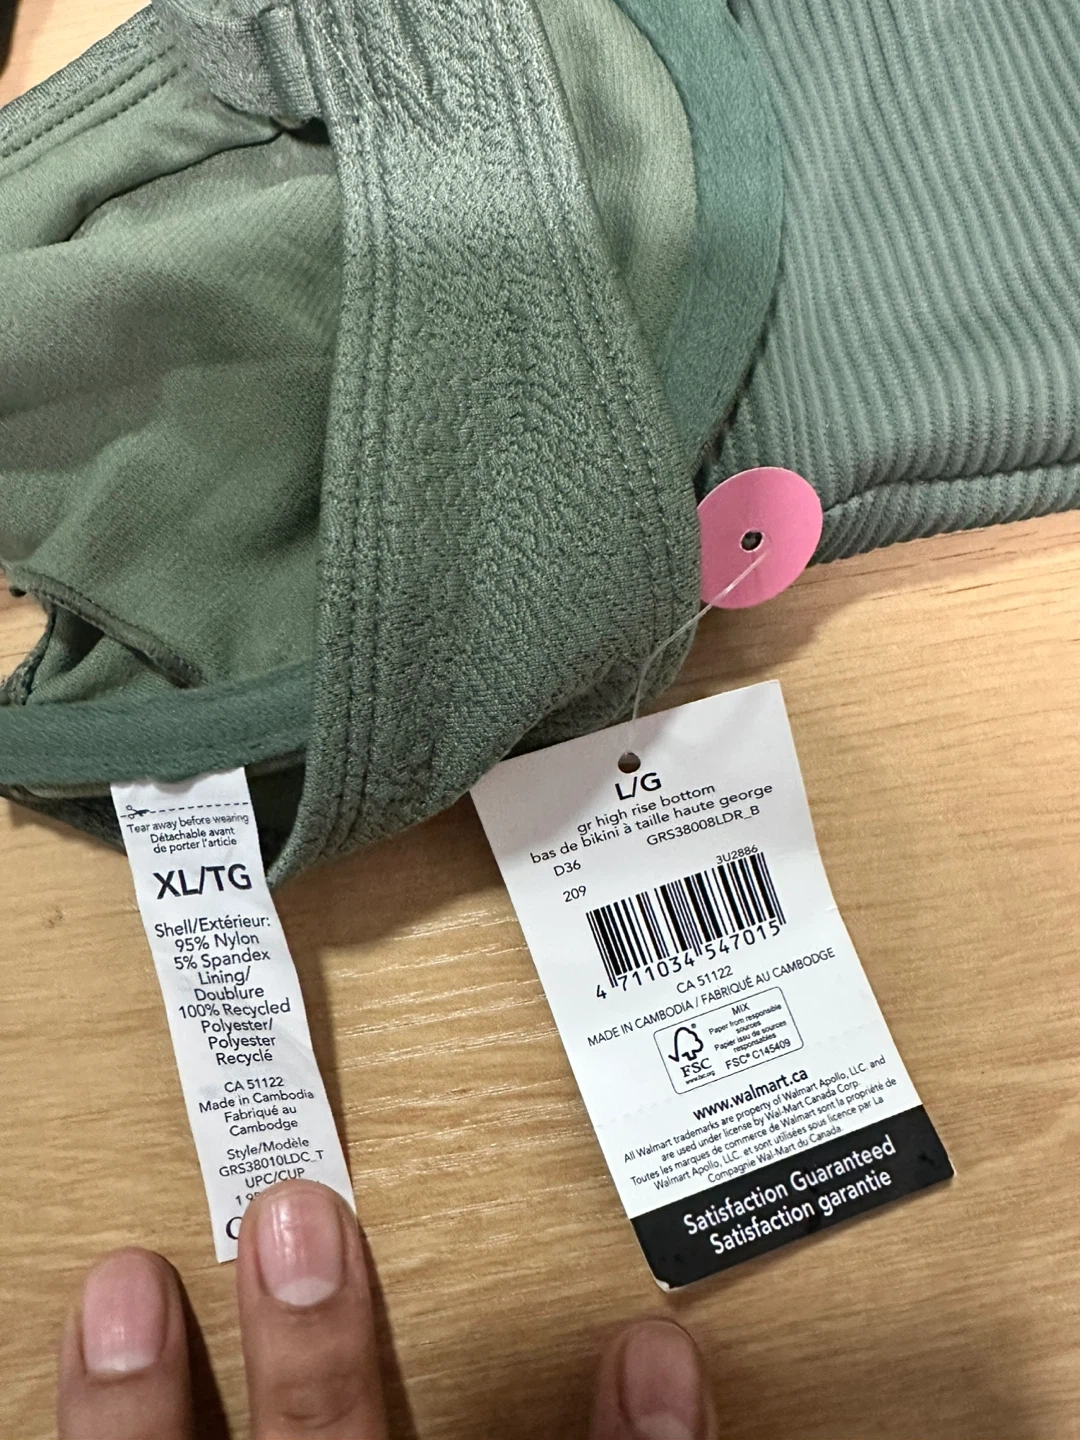 Tear away before wearing
Détachable avant
de porter l'article
XL/TG
Shell/Extérieur:
95% Nylon
5% Spandex
Lining/
Doublure
100% Recycled
Polyester/
Polyester
Recyclé
CA 51122
Made in Cambodia
Fabriqué au
Cambodge
Style/Modèle
GRS38010LDC_T
UPC/CUP
L/G
gr high rise bottom
bas de bikini à taille haute george
D36 GRS38008LDR_B
209 3U2886
4 711034 547015
CA 51122
MADE IN CAMBODIA / FABRIQUÉ AU CAMBODGE
MIX
Paper from responsible
sources
Papier issu de sources
responsables
FSC
www.fsc.org
FSC® C145409
www.walmart.ca
All Walmart trademarks are property of Walmart Apollo, LLC. and
are used under license by Wal-Mart Canada Corp.
Toutes les marques de commerce de Walmart sont la propriété de
Walmart Apollo, LLC. et sont utilisées sous licence par La
Compagnie Wal-Mart du Canada.
Satisfaction Guaranteed
Satisfaction garantie